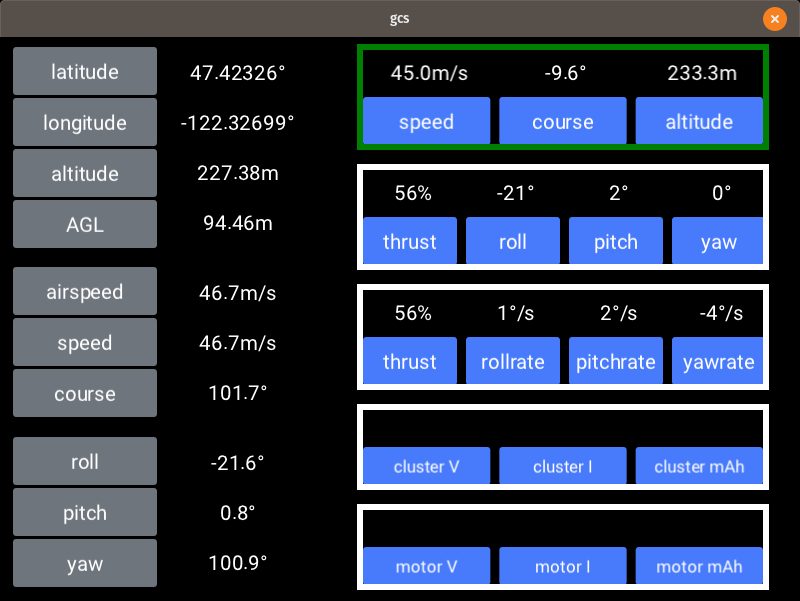 gcs
latitude 47.42326°
longitude -122.32699°
altitude 227.38m
AGL 94.46m
airspeed 46.7m/s
speed 46.7m/s
course 101.7°
roll -21.6°
pitch 0.8°
yaw 100.9°
45.0m/s -9.6° 233.3m
speed course altitude
56% -21° 2° 0°
thrust roll pitch yaw
56% 1°/s 2°/s -4°/s
thrust rollrate pitchrate yawrate
cluster V cluster I cluster mAh
motor V motor I motor mAh